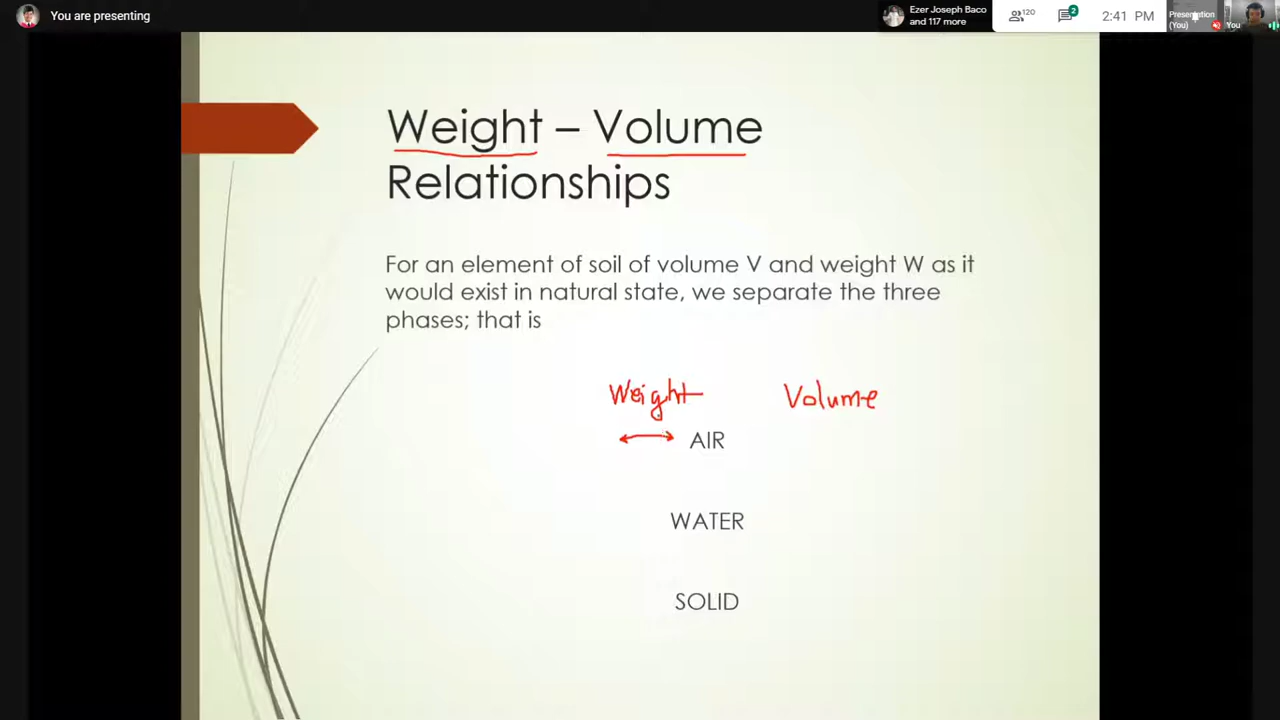 You are presenting
Ezer Joseph Baco
and 117 more
120
2
2:41 PM
Presentation
(You)
You
Weight – Volume
Relationships
For an element of soil of volume V and weight W as it
would exist in natural state, we separate the three
phases; that is
Weight Volume
AIR
WATER
SOLID